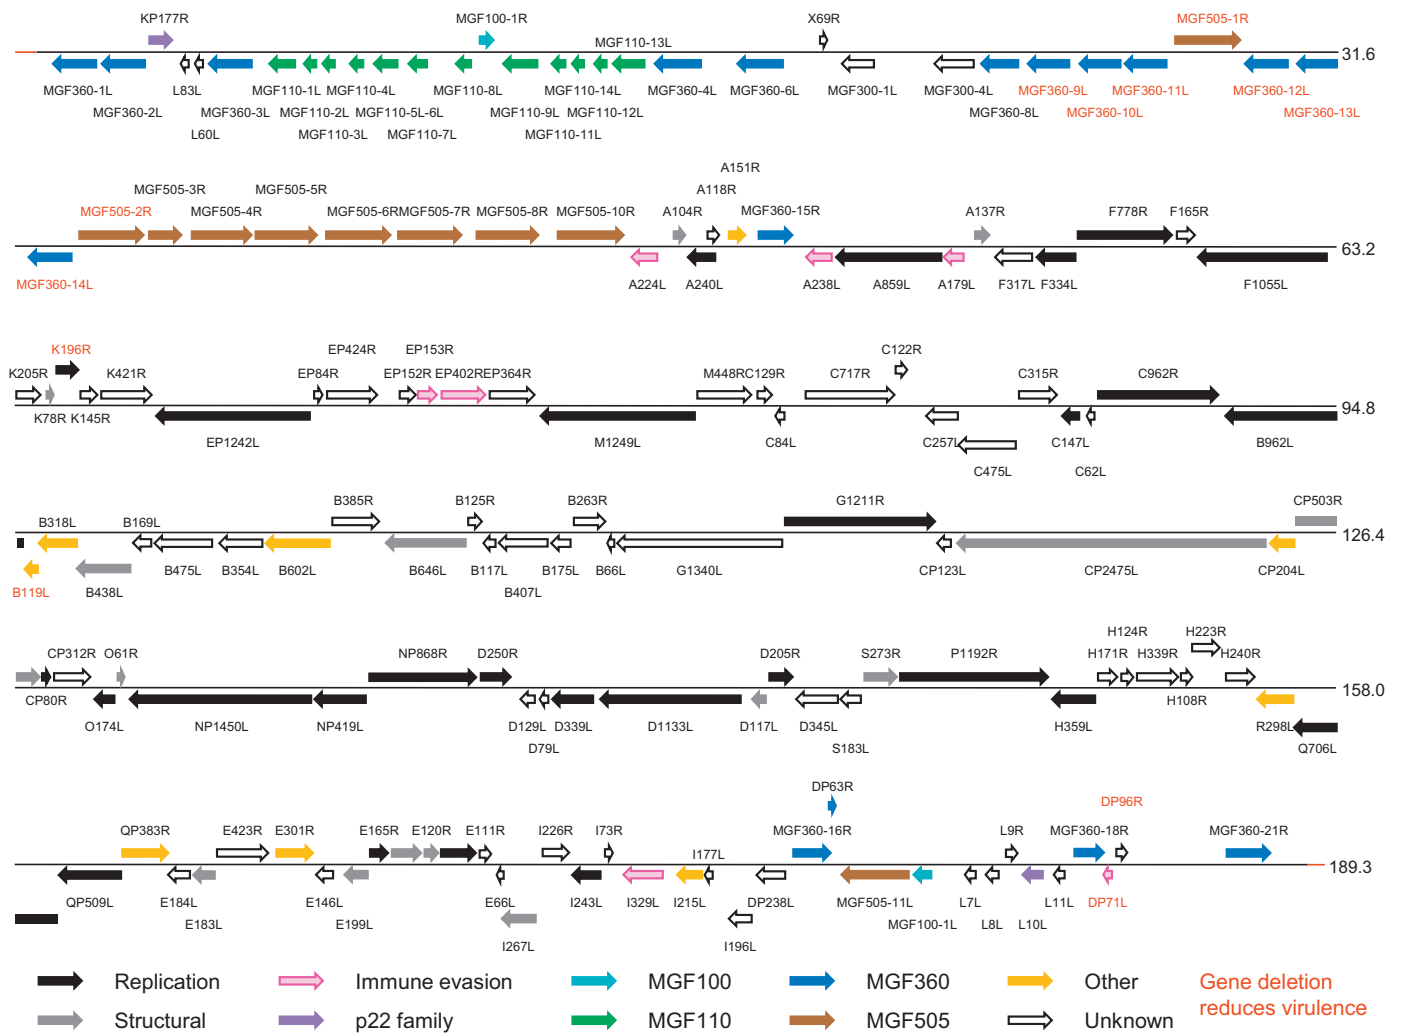 KP177R MGF100-1R MGF110-13L X69R MGF505-1R
31.6
MGF360-1L L83L MGF110-1L MGF110-4L MGF110-8L MGF110-14L MGF360-4L MGF360-6L MGF300-1L MGF300-4L MGF360-9L MGF360-11L MGF360-12L
MGF360-2L MGF360-3L MGF110-2L MGF110-5L-6L MGF110-9L MGF110-12L MGF360-8L MGF360-10L MGF360-13L
L60L MGF110-3L MGF110-7L MGF110-11L
A151R
MGF505-3R MGF505-5R A118R
MGF505-2R MGF505-4R MGF505-6R MGF505-7R MGF505-8R MGF505-10R A104R MGF360-15R A137R F778R F165R
63.2
MGF360-14L A224L A240L A238L A859L A179L F317L F334L F1055L
K196R EP424R EP153R C122R
K205R K421R EP84R EP152R EP402R EP364R M448R C129R C717R C315R C962R
94.8
K78R K145R EP1242L M1249L C84L C257L C147L B962L
C475L C62L
B385R B125R B263R G1211R CP503R
B318L B169L
126.4
B475L B354L B602L B646L B117L B175L B66L G1340L CP123L CP2475L CP204L
B119L B438L B407L
H124R H223R
CP312R O61R NP868R D250R D205R S273R P1192R H171R H339R H240R
158.0
CP80R H108R
O174L NP1450L NP419L D129L D339L D1133L D117L D345L H359L R298L
D79L S183L Q706L
DP63R
DP96R
QP383R E423R E301R E165R E120R E111R I226R I73R MGF360-16R L9R MGF360-18R MGF360-21R
I177L
189.3
QP509L E184L E146L E66L I243L I329L I215L DP238L MGF505-11L L7L L11L DP71L
E183L E199L MGF100-1L L8L L10L
I267L I196L
Replication Immune evasion MGF100 MGF360 Other Gene deletion
Structural p22 family MGF110 MGF505 Unknown reduces virulence